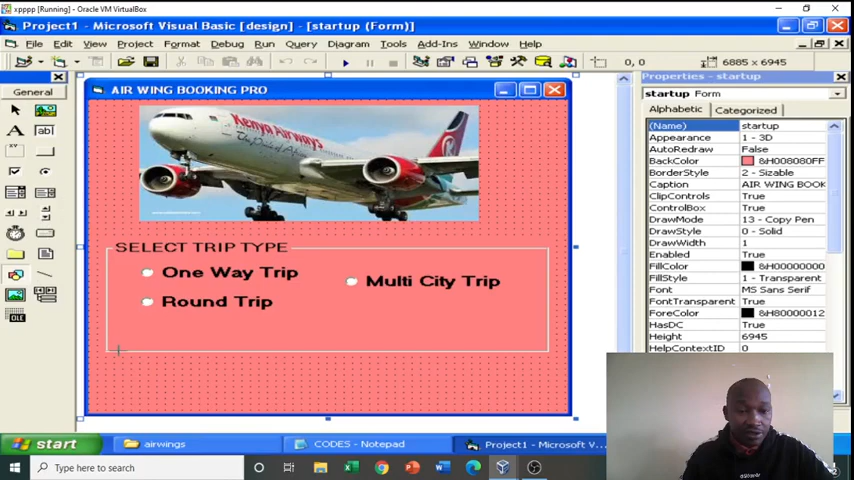 xpppp [Running] - Oracle VM VirtualBox
Project1 - Microsoft Visual Basic [design] - [startup (Form)]
File Edit View Project Format Debug Run Query Diagram Tools Add-Ins Window Help
0, 0
6885 x 6945
General
AIR WING BOOKING PRO
Kenya Airways
The Pride of Africa
SELECT TRIP TYPE
One Way Trip
Multi City Trip
Round Trip
Properties - startup
startup Form
Alphabetic Categorized
(Name) startup
Appearance 1 - 3D
AutoRedraw False
BackColor &H008080FF
BorderStyle 2 - Sizable
Caption AIR WING BOOK
ClipControls True
ControlBox True
DrawMode 13 - Copy Pen
DrawStyle 0 - Solid
DrawWidth 1
Enabled True
FillColor &H00000000
FillStyle 1 - Transparent
Font MS Sans Serif
FontTransparent True
ForeColor &H80000012
HasDC True
Height 6945
HelpContextID 0
start
airwings
CODES - Notepad
Project1 - Microsoft V...
Type here to search